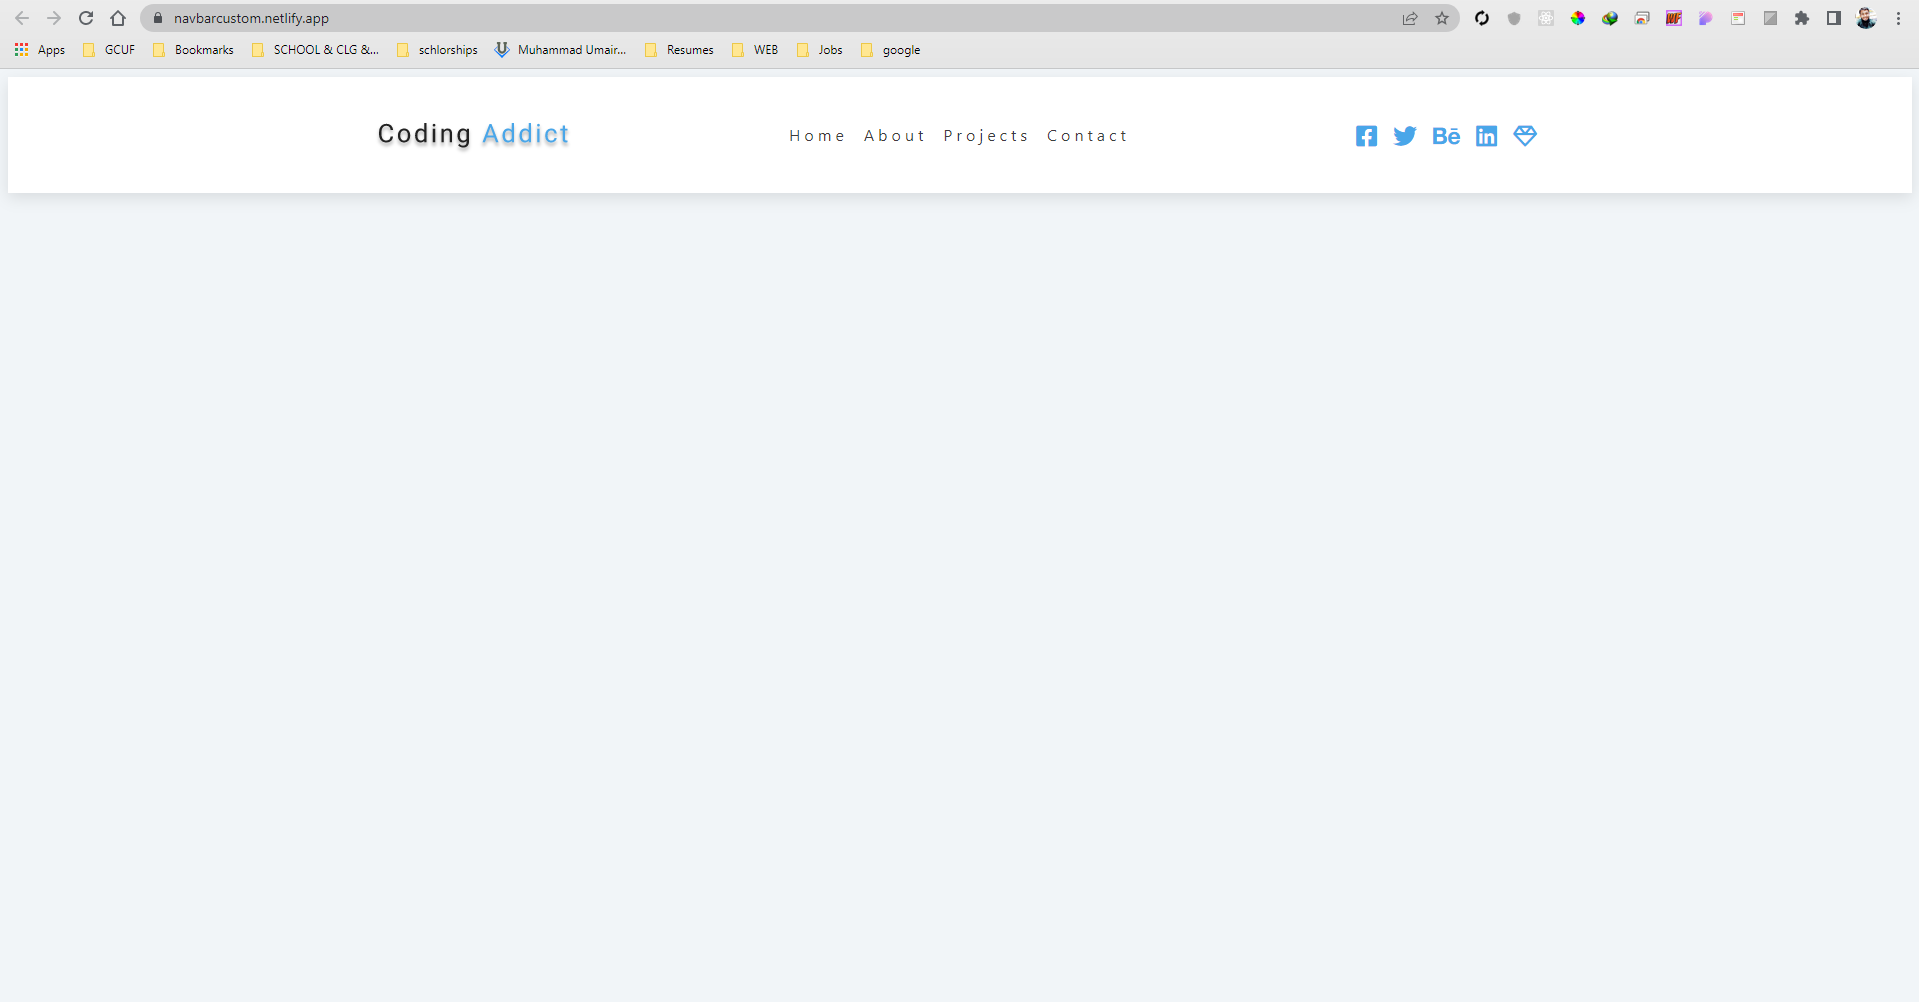 navbarcustom.netlify.app
Apps GCUF Bookmarks SCHOOL & CLG &... schlorships Muhammad Umair... Resumes WEB Jobs google
Coding Addict Home About Projects Contact Bē in